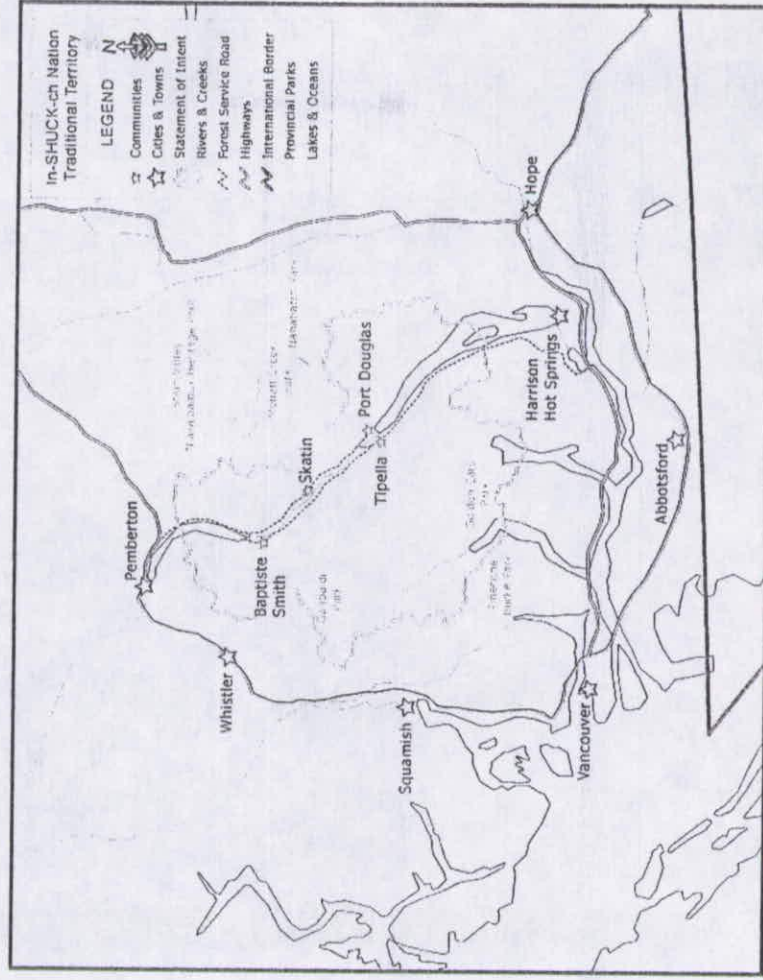 In-SHUCK-ch Nation
Traditional Territory
LEGEND N
Communities
Cities & Towns
Statement of Intent
Rivers & Creeks
Forest Service Road
Highways
International Border
Provincial Parks
Lakes & Oceans
Pemberton
Whistler
Baptiste
Smith
Skatin
Port Douglas
Tipella
Squamish
Harrison
Hot Springs
Hope
Vancouver
Abbotsford